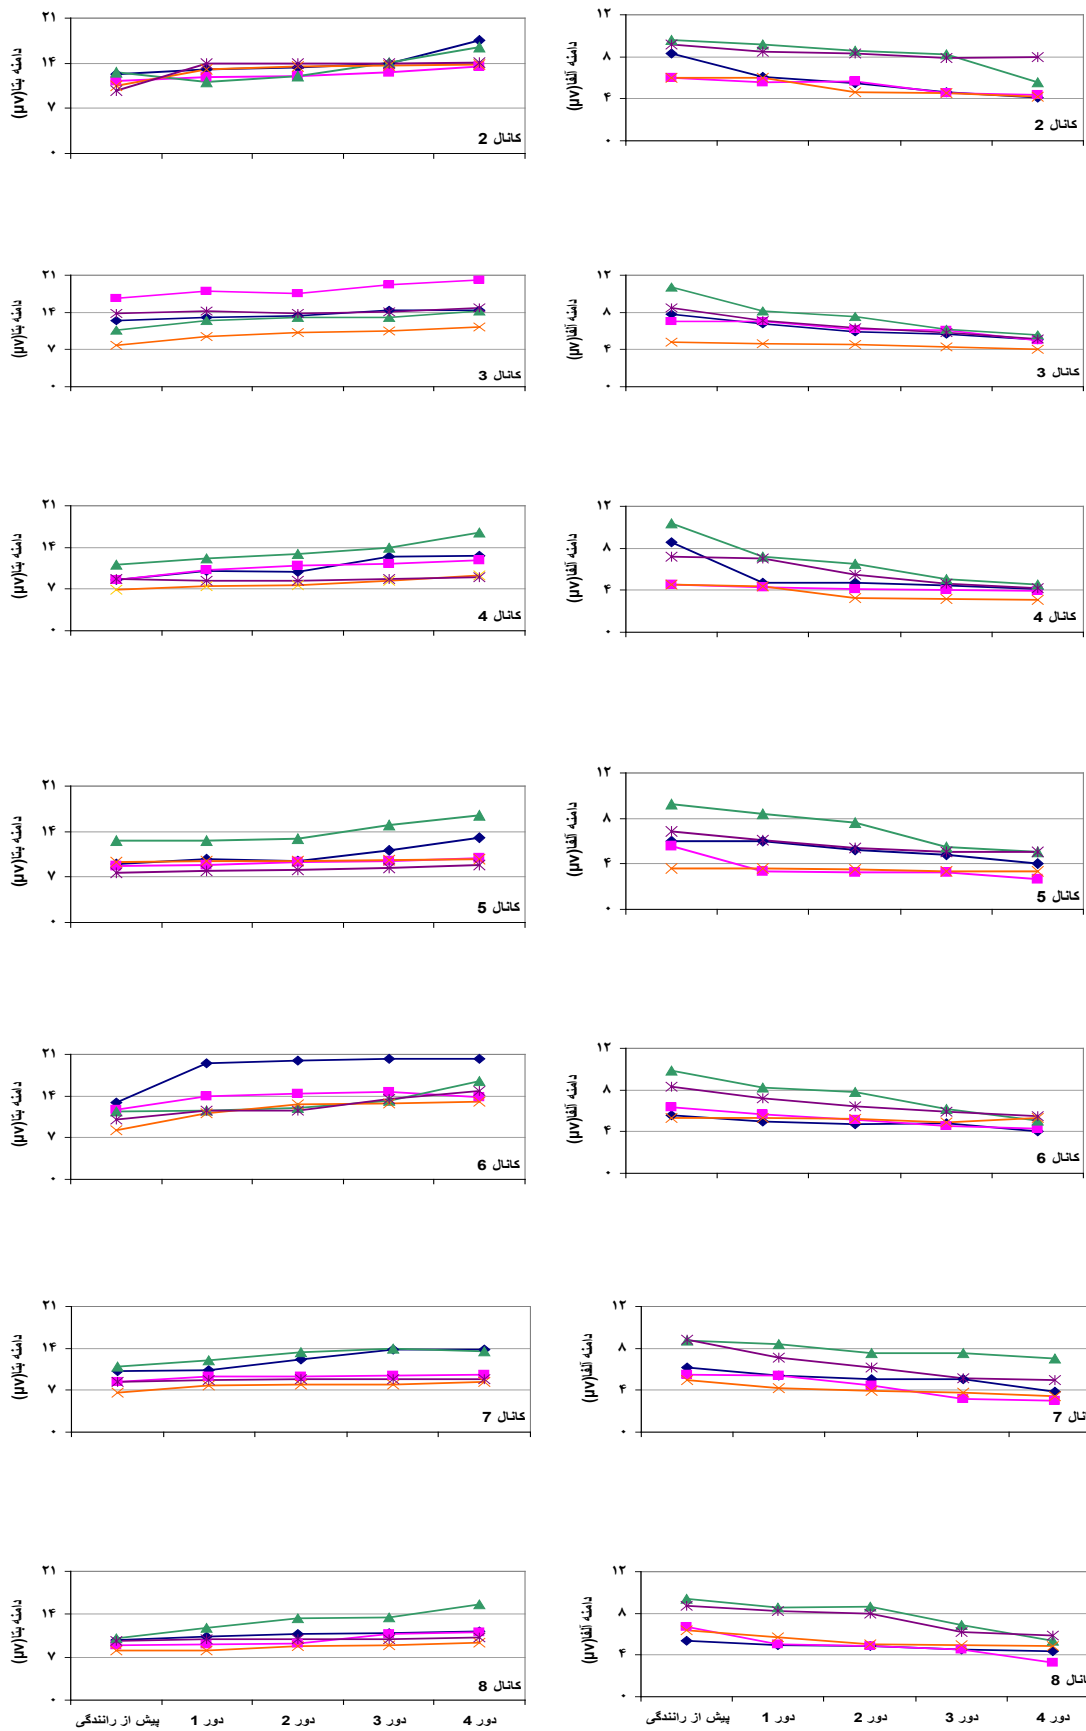 ۲۱
۱۴
۷
۰
دامنه بتا(µv)
کانال 2
۱۲
۸
۴
۰
دامنه آلفا(µv)
کانال 2
۲۱
۱۴
۷
۰
دامنه بتا(µv)
کانال 3
۱۲
۸
۴
۰
دامنه آلفا(µv)
کانال 3
۲۱
۱۴
۷
۰
دامنه بتا(µv)
کانال 4
۱۲
۸
۴
۰
دامنه آلفا(µv)
کانال 4
۲۱
۱۴
۷
۰
دامنه بتا(µv)
کانال 5
۱۲
۸
۴
۰
دامنه آلفا(µv)
کانال 5
۲۱
۱۴
۷
۰
دامنه بتا(µv)
کانال 6
۱۲
۸
۴
۰
دامنه آلفا(µv)
کانال 6
۲۱
۱۴
۷
۰
دامنه بتا(µv)
کانال 7
۱۲
۸
۴
۰
دامنه آلفا(µv)
کانال 7
۲۱
۱۴
۷
۰
دامنه بتا(µv)
کانال 8
پیش از رانندگی دور 1 دور 2 دور 3 دور 4
۱۲
۸
۴
۰
دامنه آلفا(µv)
کانال 8
پیش از رانندگی دور 1 دور 2 دور 3 دور 4